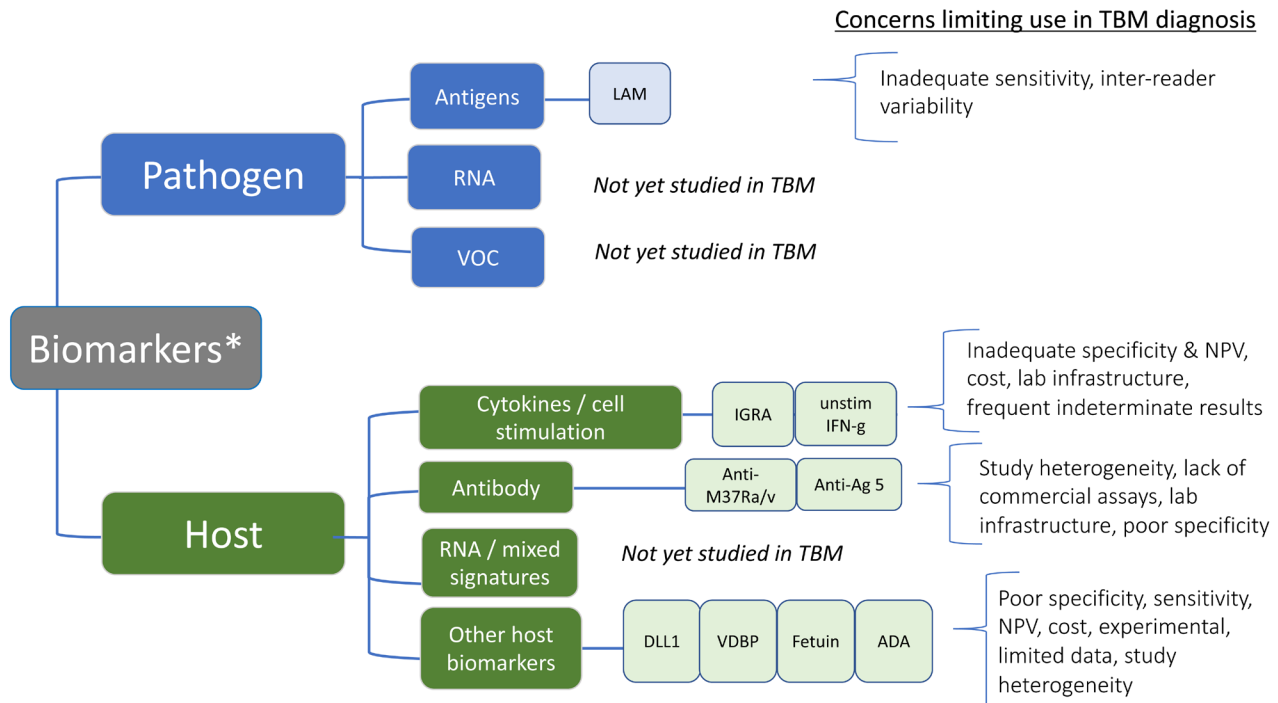 Concerns limiting use in TBM diagnosis
Antigens
LAM
Inadequate sensitivity, inter-reader
variability
Pathogen
RNA
Not yet studied in TBM
VOC
Not yet studied in TBM
Biomarkers*
Cytokines / cell
stimulation
IGRA
unstim
IFN-g
Inadequate specificity & NPV,
cost, lab infrastructure,
frequent indeterminate results
Host
Antibody
Anti-
M37Ra/v
Anti-Ag 5
Study heterogeneity, lack of
commercial assays, lab
infrastructure, poor specificity
RNA / mixed
signatures
Not yet studied in TBM
Other host
biomarkers
DLL1
VDBP
Fetuin
ADA
Poor specificity, sensitivity,
NPV, cost, experimental,
limited data, study
heterogeneity